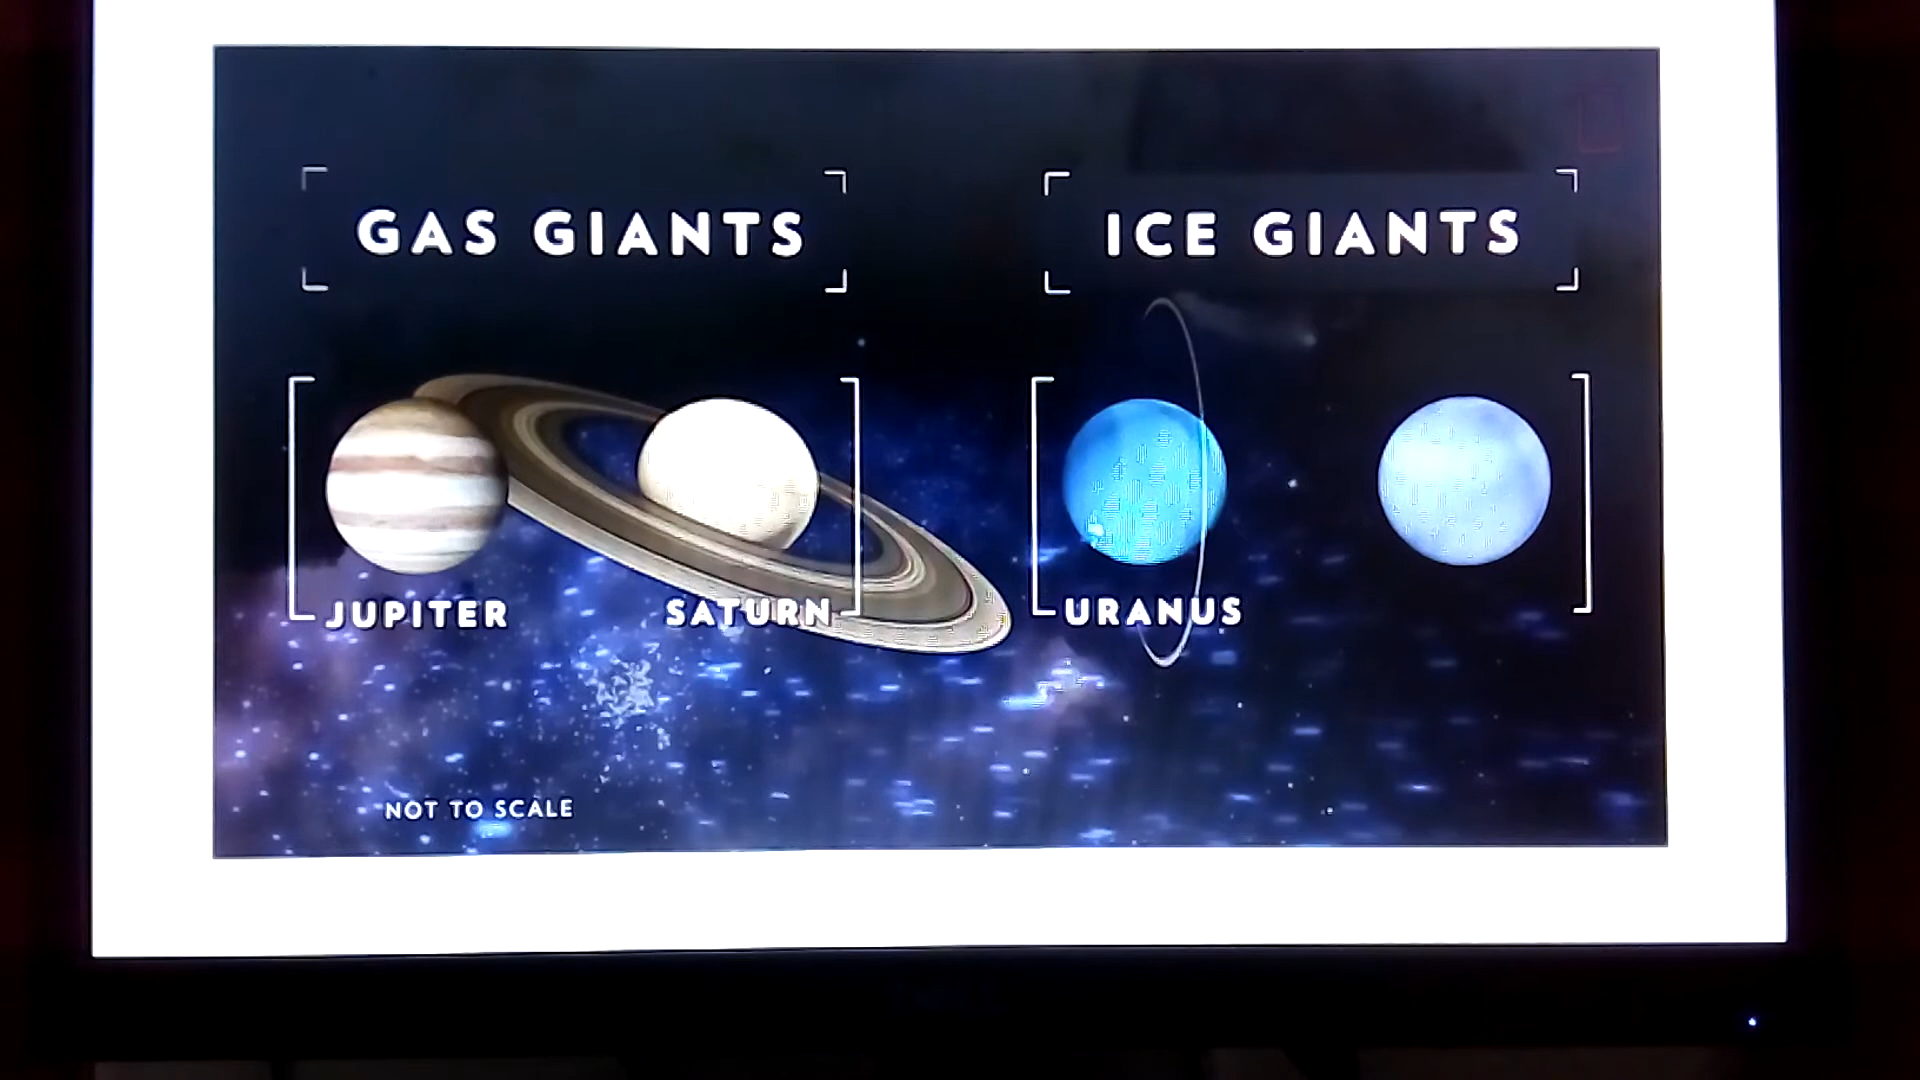 GAS GIANTS
ICE GIANTS
JUPITER
SATURN
URANUS
NOT TO SCALE